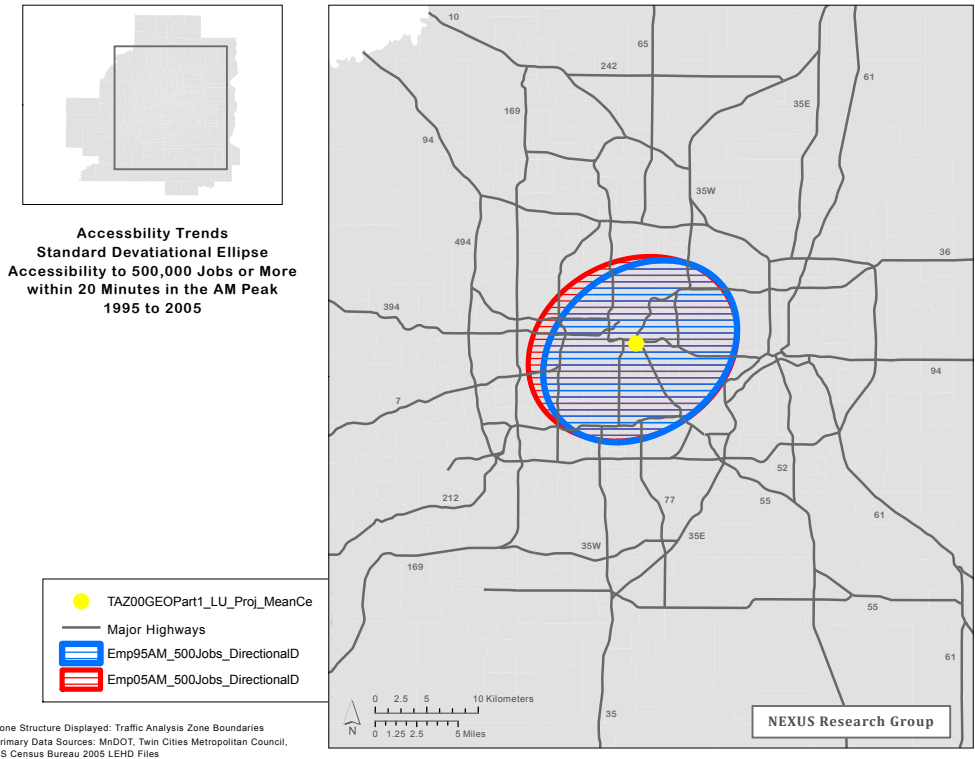 Accessbility Trends
Standard Devatiational Ellipse
Accessibility to 500,000 Jobs or More
within 20 Minutes in the AM Peak
1995 to 2005
TAZ00GEOPart1_LU_Proj_MeanCe
Major Highways
Emp95AM_500Jobs_DirectionalD
Emp05AM_500Jobs_DirectionalD
one Structure Displayed: Traffic Analysis Zone Boundaries
rimary Data Sources: MnDOT, Twin Cities Metropolitan Council,
S Census Bureau 2005 LEHD Files
10
65
242
61
169
35E
94
35W
494
36
394
94
7
52
212
77
55
61
35W
35E
169
55
61
35
0 2.5 5 10 Kilometers
0 1.25 2.5 5 Miles
N
NEXUS Research Group